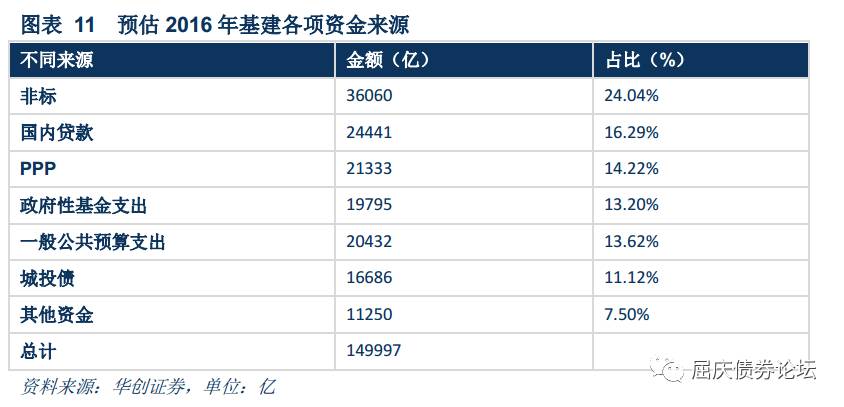 图表 11 预估 2016 年基建各项资金来源
不同来源 金额（亿） 占比（%）
非标 36060 24.04%
国内贷款 24441 16.29%
PPP 21333 14.22%
政府性基金支出 19795 13.20%
一般公共预算支出 20432 13.62%
城投债 16686 11.12%
其他资金 11250 7.50%
总计 149997
资料来源：华创证券，单位：亿
屈庆债券论坛